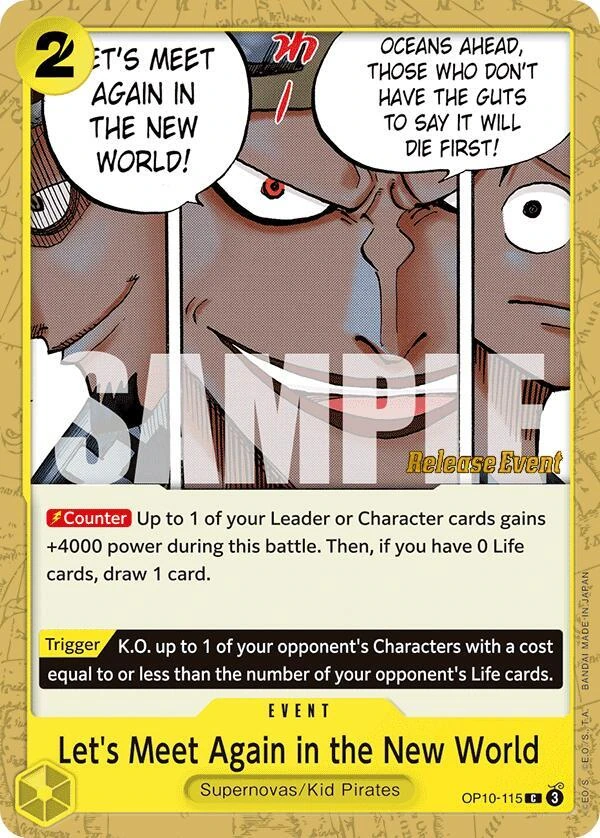 2
ET'S MEET
AGAIN IN
THE NEW
WORLD!
OCEANS AHEAD,
THOSE WHO DON'T
HAVE THE GUTS
TO SAY IT WILL
DIE FIRST!
SAMPLE
Release Event
Counter Up to 1 of your Leader or Character cards gains
+4000 power during this battle. Then, if you have 0 Life
cards, draw 1 card.
Trigger K.O. up to 1 of your opponent's Characters with a cost
equal to or less than the number of your opponent's Life cards.
EVENT
Let's Meet Again in the New World
Supernovas/Kid Pirates
OP10-115 C 3
©E.O./S. ©E.O./S.,T.A. BANDAI MADE IN JAPAN